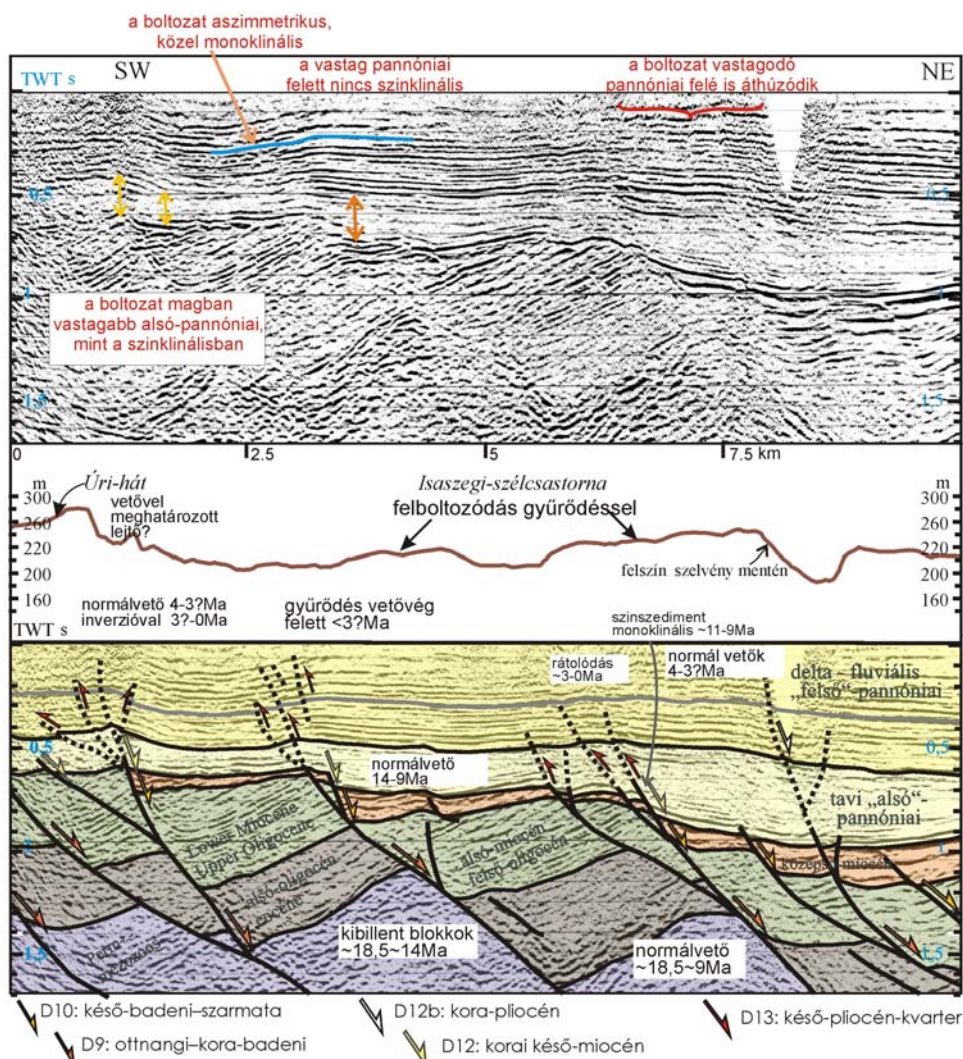 a boltozat aszimmetrikus,
közel monoklinális
a vastag pannóniai
felett nincs szinklinális
a boltozat vastagodó
pannóniai felé is áthúzódik
TWT s
SW
NE
0,5
0,5
a boltozat magban
vastagabb alsó-pannóniai,
mint a szinklinálisban
1
1
1,5
1,5
0
2.5
5
7.5 km
m
300
260
220
200
160
Úri-hát
vetővel
meghatározott
lejtő?
Isaszegi-szélcsatorna
felboltozódás gyűrődéssel
felszín szelvény mentén
m
300
260
220
200
160
normálvető 4-3?Ma
inverzióval 3?-0Ma
gyűrődés vetővég
felett <3?Ma
szinszediment
monoklinális ~11-9Ma
TWT s
rátolódás
~3-0Ma
normál vetők
4-3?Ma
delta - fluviális
„felső”-pannóniai
0,5
0,5
normálvető
14-9Ma
tavi „alsó”-
pannóniai
Lower Miocene
Upper Oligocene
alsó-miocén
felső-oligocén
középső-miocén
1
alsó-oligocén
eocén
kibillent blokkok
~18,5-14Ma
normálvető
~18,5-9Ma
Perm-
mezozoos
1,5
1,5
D10: késő-badeni–szarmata
D12b: kora-pliocén
D13: késő-pliocén-kvarter
D9: ottnangi–kora-badeni
D12: korai késő-miocén